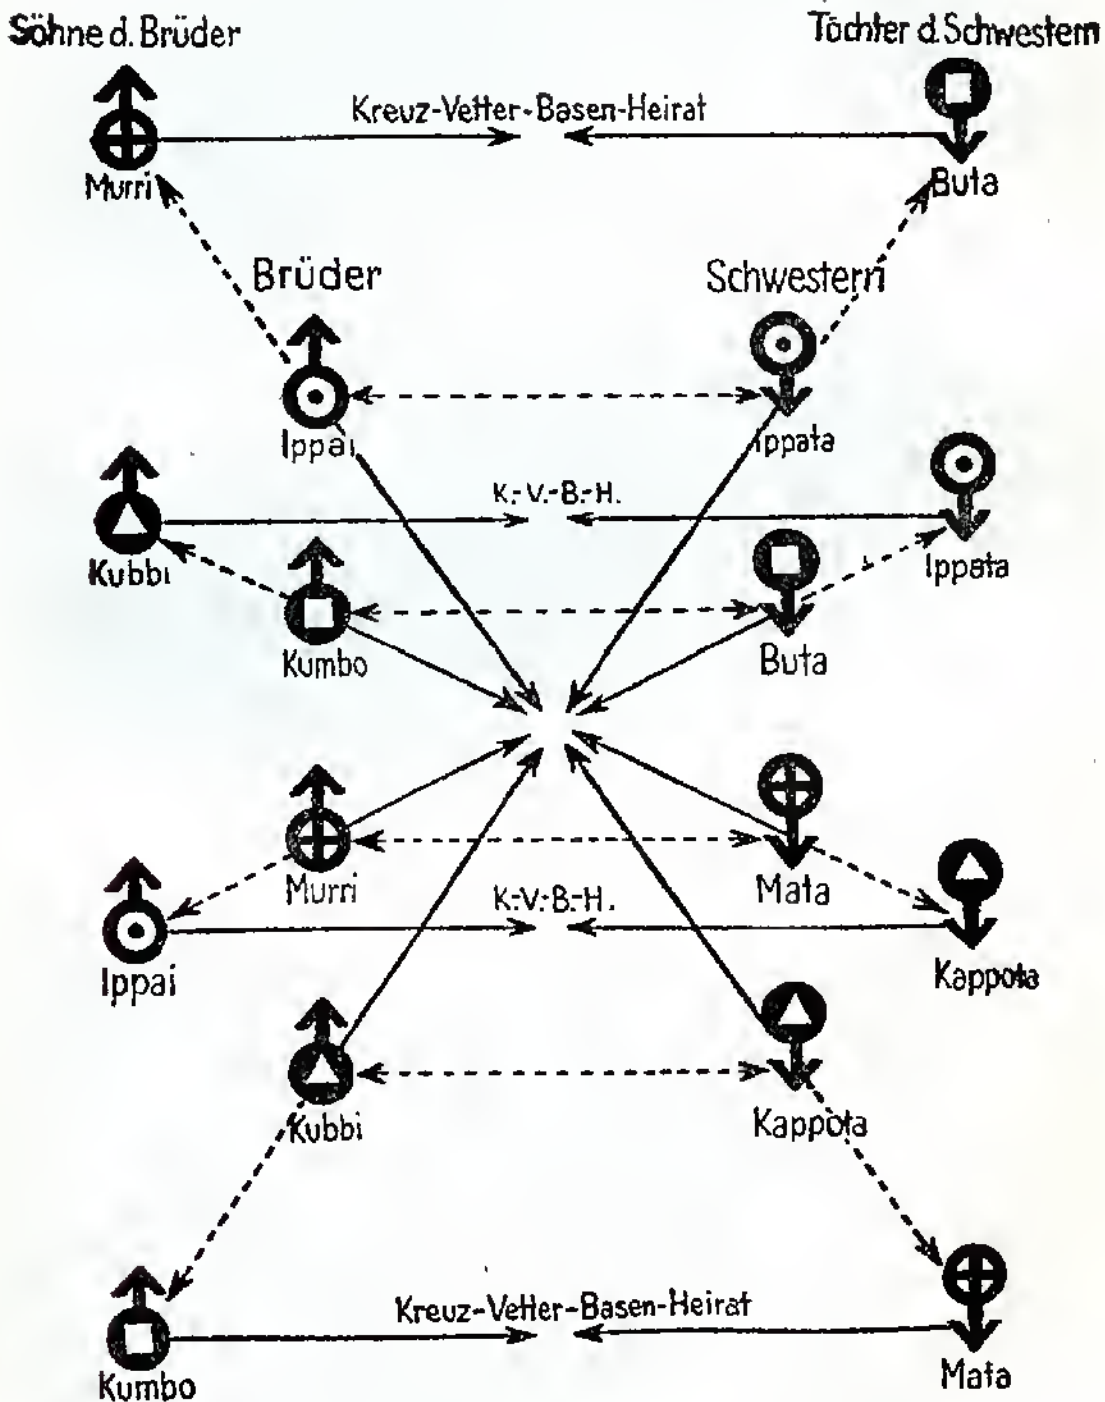 Söhne d. Brüder
Töchter d. Schwestern
Kreuz-Vetter-Basen-Heirat
Murri
Buta
Brüder
Schwestern
Ippai
Ippata
K.-V.-B.-H.
Kubbi
Ippata
Kumbo
Buta
Murri
Mata
K.-V.-B.-H.
Ippai
Kappota
Kubbi
Kappota
Kreuz-Vetter-Basen-Heirat
Kumbo
Mata